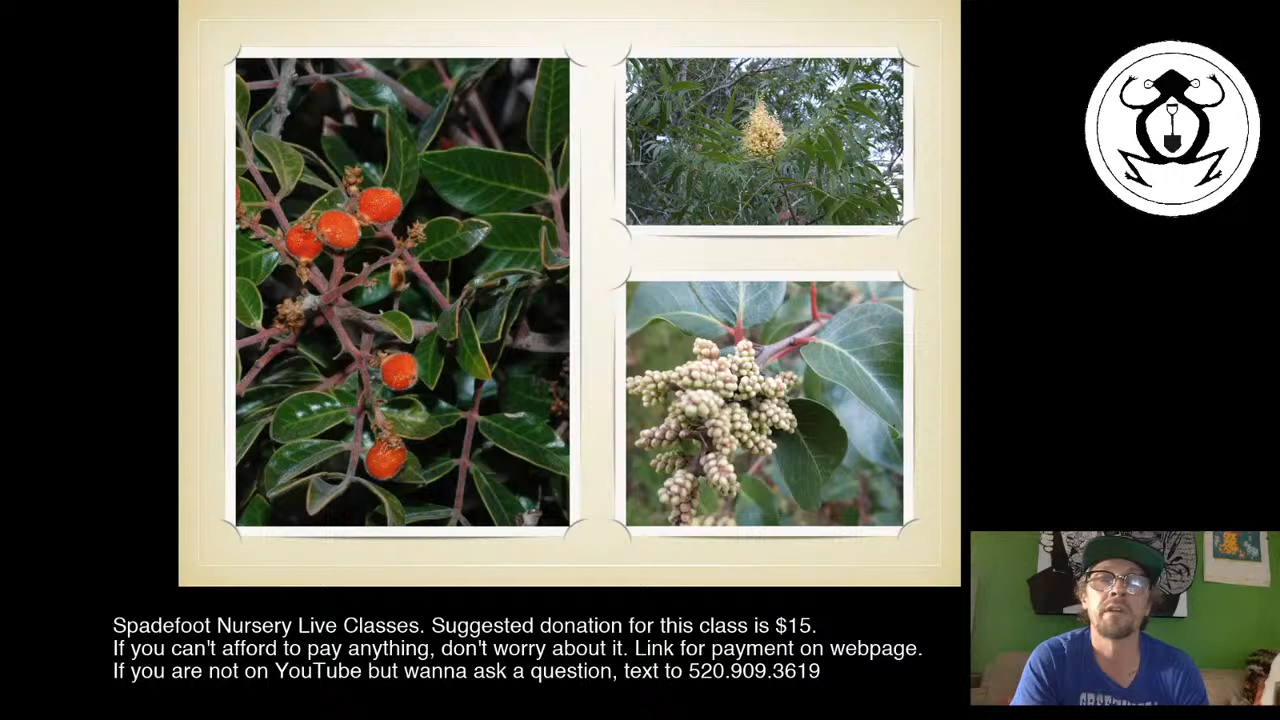 Spadefoot Nursery Live Classes. Suggested donation for this class is $15.
If you can't afford to pay anything, don't worry about it. Link for payment on webpage.
If you are not on YouTube but wanna ask a question, text to 520.909.3619